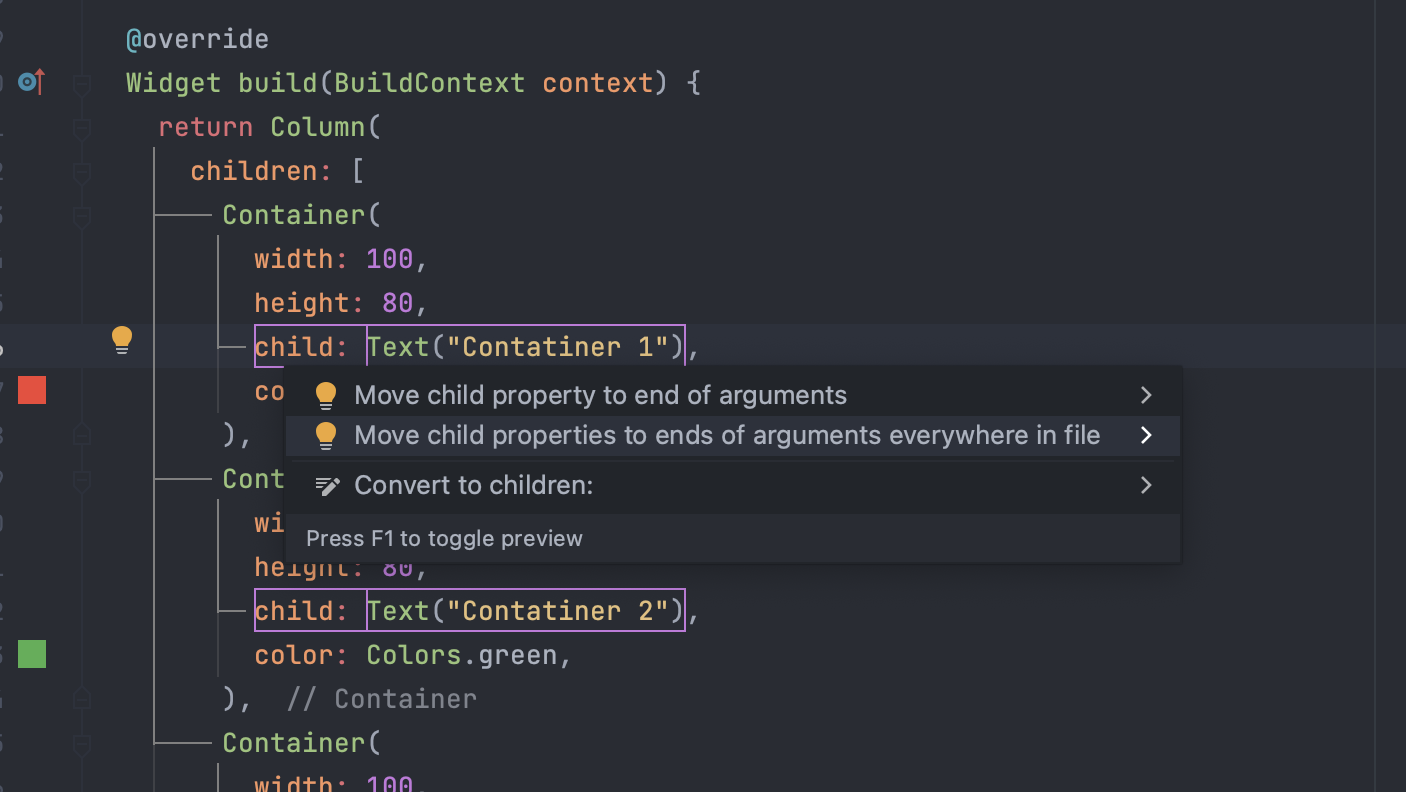 @override
Widget build(BuildContext context) {
return Column(
children: [
Container(
width: 100,
height: 80,
child: Text("Contatiner 1"),
co
Move child property to end of arguments
),
Move child properties to ends of arguments everywhere in file
Cont
Convert to children:
wi
Press F1 to toggle preview
height: 80,
child: Text("Contatiner 2"),
color: Colors.green,
), // Container
Container(
width: 100,